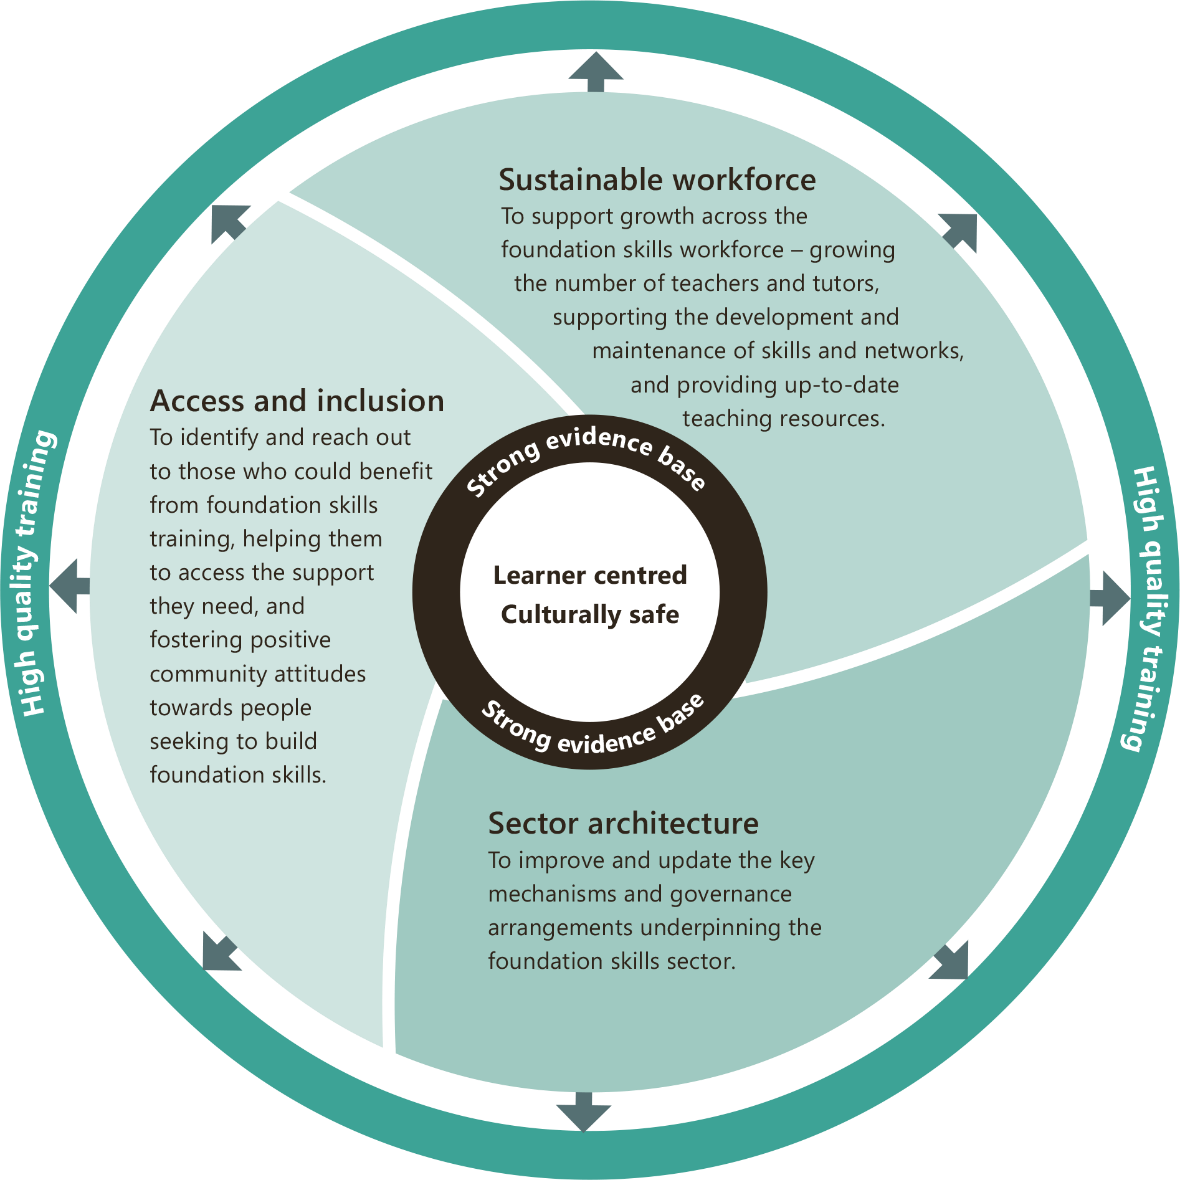 Sustainable workforce
To support growth across the
foundation skills workforce – growing
the number of teachers and tutors,
supporting the development and
maintenance of skills and networks,
and providing up-to-date
teaching resources.
Access and inclusion
To identify and reach out
to those who could benefit
from foundation skills
training, helping them
to access the support
they need, and
fostering positive
community attitudes
towards people
seeking to build
foundation skills.
Strong evidence base
Learner centred
Culturally safe
Strong evidence base
Sector architecture
To improve and update the key
mechanisms and governance
arrangements underpinning the
foundation skills sector.
High quality training
High quality training